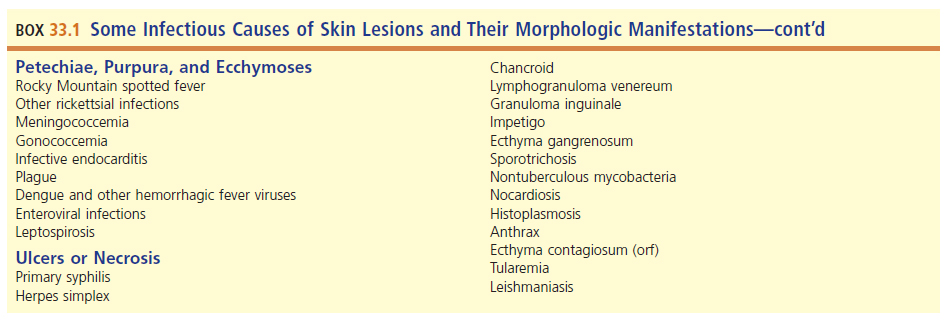 BOX 33.1 Some Infectious Causes of Skin Lesions and Their Morphologic Manifestations—cont'd
Petechiae, Purpura, and Ecchymoses
Rocky Mountain spotted fever
Other rickettsial infections
Meningococcemia
Gonococcemia
Infective endocarditis
Plague
Dengue and other hemorrhagic fever viruses
Enteroviral infections
Leptospirosis
Ulcers or Necrosis
Primary syphilis
Herpes simplex
Chancroid
Lymphogranuloma venereum
Granuloma inguinale
Impetigo
Ecthyma gangrenosum
Sporotrichosis
Nontuberculous mycobacteria
Nocardiosis
Histoplasmosis
Anthrax
Ecthyma contagiosum (orf)
Tularemia
Leishmaniasis